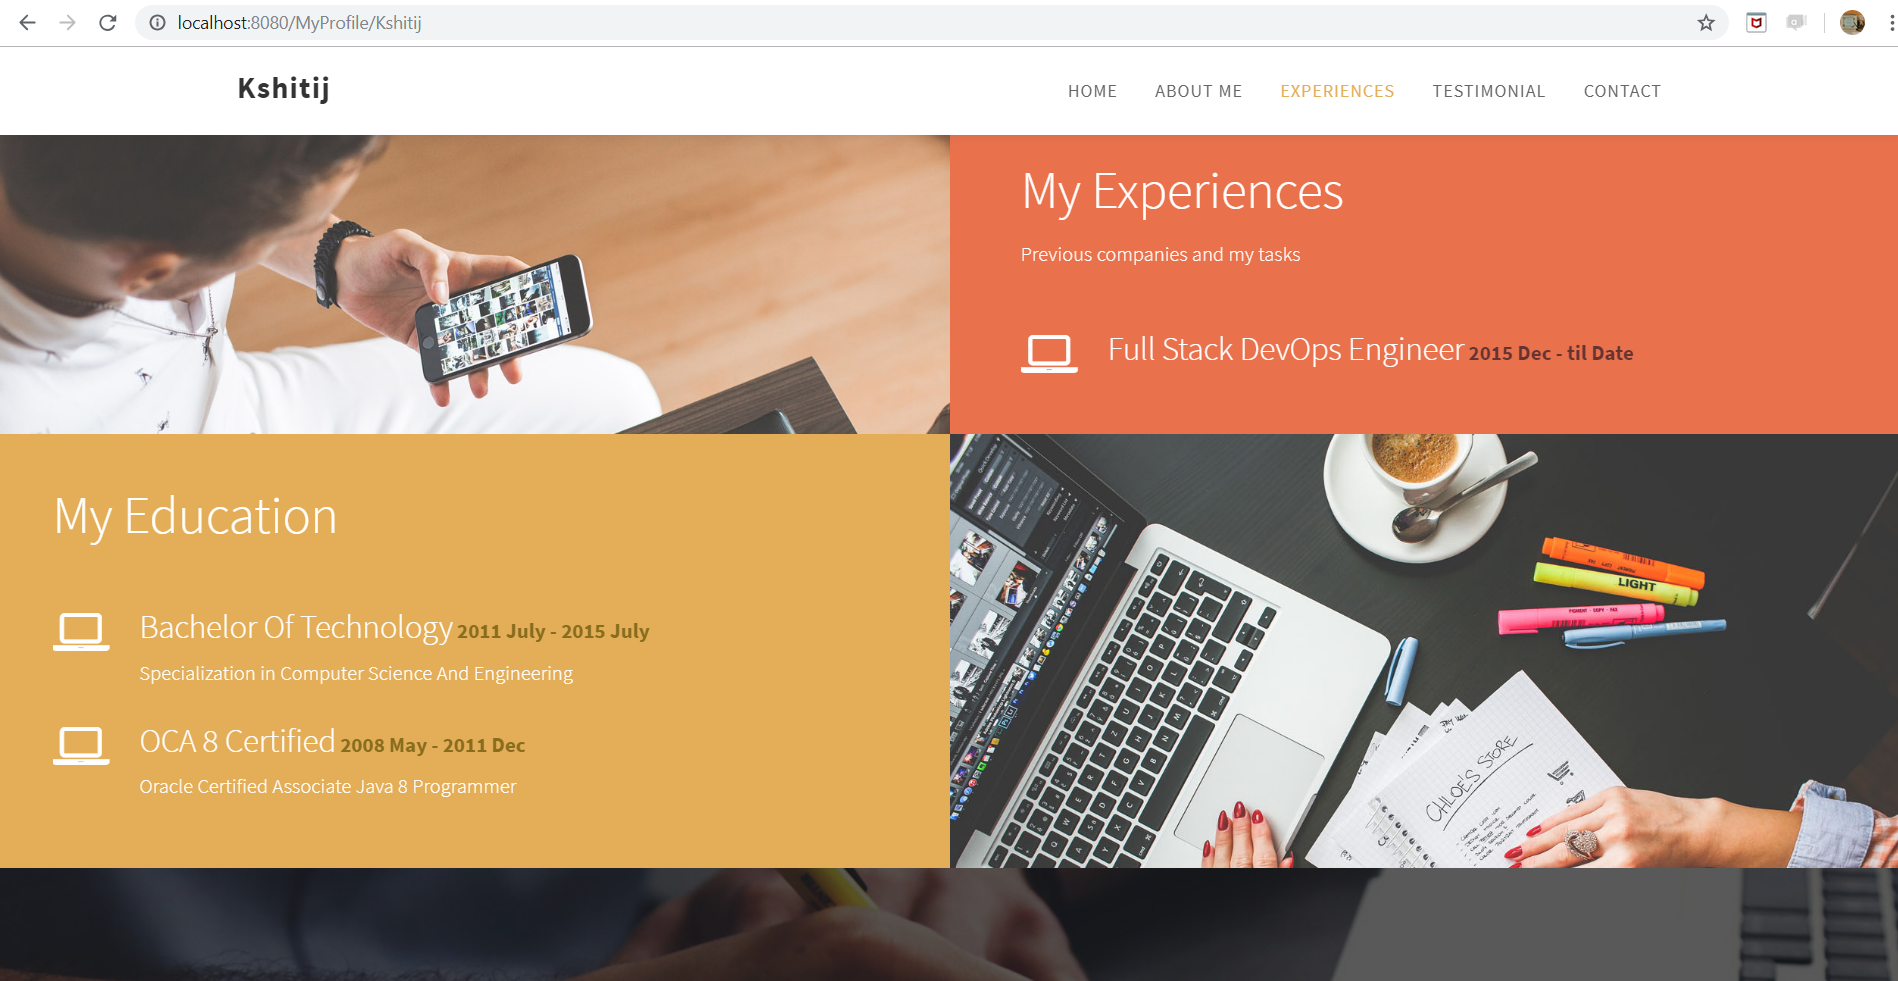 localhost:8080/MyProfile/Kshitij
Kshitij
HOME ABOUT ME EXPERIENCES TESTIMONIAL CONTACT
My Experiences
Previous companies and my tasks
Full Stack DevOps Engineer 2015 Dec - til Date
My Education
Bachelor Of Technology 2011 July - 2015 July
Specialization in Computer Science And Engineering
OCA 8 Certified 2008 May - 2011 Dec
Oracle Certified Associate Java 8 Programmer
LIGHT
CHLOE'S STORE